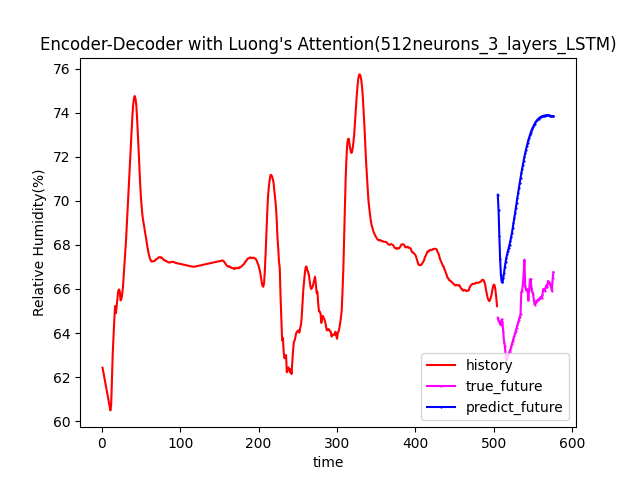 Encoder-Decoder with Luong's Attention(512neurons_3_layers_LSTM)
76
74
72
70
68
66
64
62
60
Relative Humidity(%)
0 100 200 300 400 500 600
time
history
true_future
predict_future